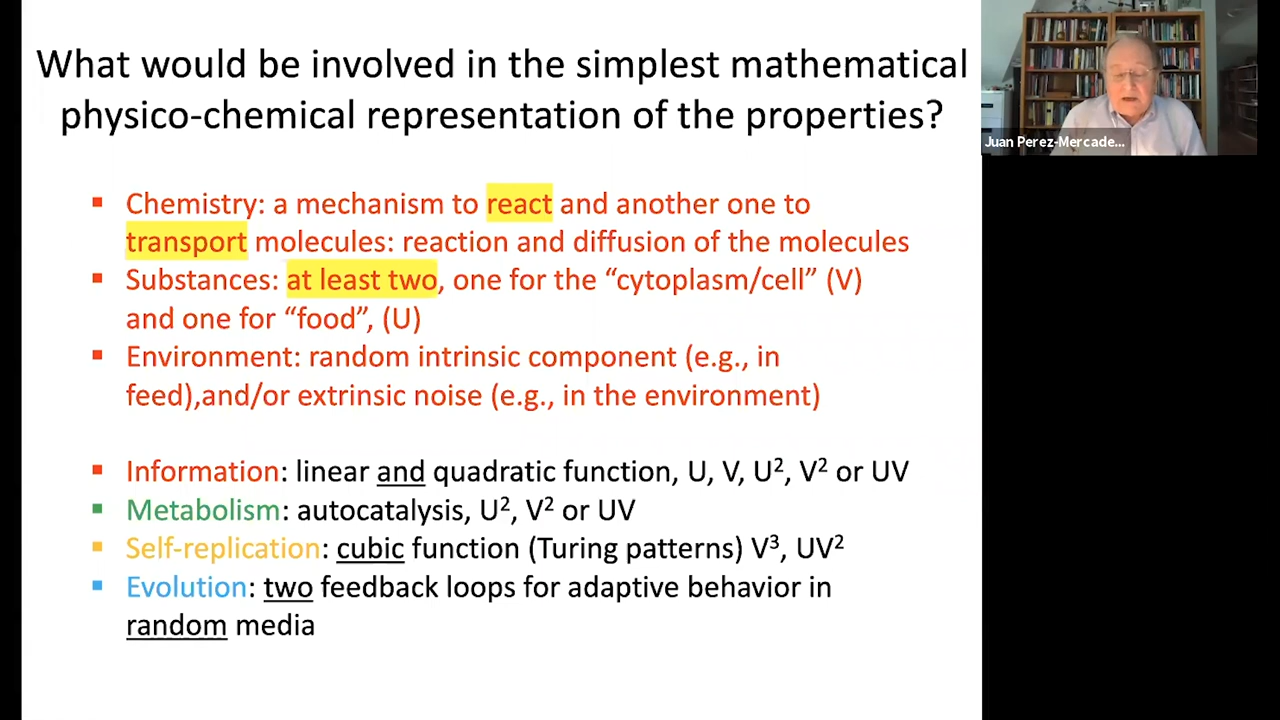 What would be involved in the simplest mathematical
physico-chemical representation of the properties?
Juan Perez-Mercade...
▪ Chemistry: a mechanism to react and another one to
transport molecules: reaction and diffusion of the molecules
▪ Substances: at least two, one for the “cytoplasm/cell” (V)
and one for “food”, (U)
▪ Environment: random intrinsic component (e.g., in
feed),and/or extrinsic noise (e.g., in the environment)
▪ Information: linear and quadratic function, U, V, U², V² or UV
▪ Metabolism: autocatalysis, U², V² or UV
▪ Self-replication: cubic function (Turing patterns) V³, UV²
▪ Evolution: two feedback loops for adaptive behavior in
random media